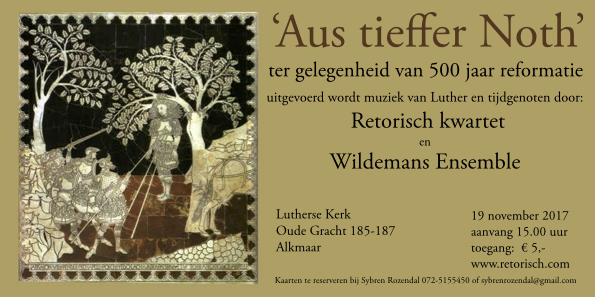 ‘Aus tieffer Noth’
ter gelegenheid van 500 jaar reformatie
uitgevoerd wordt muziek van Luther en tijdgenoten door:
Retorisch kwartet
en
Wildemans Ensemble
Lutherse Kerk
Oude Gracht 185-187
Alkmaar
19 november 2017
aanvang 15.00 uur
toegang: € 5,-
www.retorisch.com
Kaarten te reserveren bij Sybren Rozendal 072-5155450 of sybrenrozendal@gmail.com